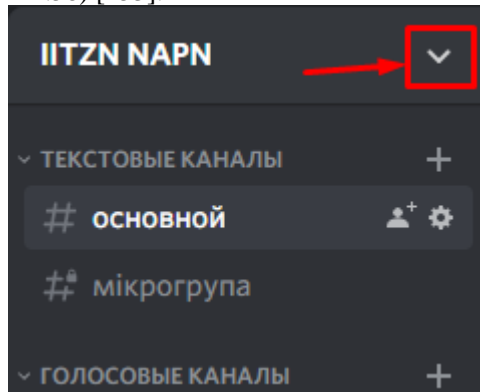 IITZN NAPN
ТЕКСТОВЫЕ КАНАЛЫ
основной
мікрогрупа
ГОЛОСОВЫЕ КАНАЛЫ